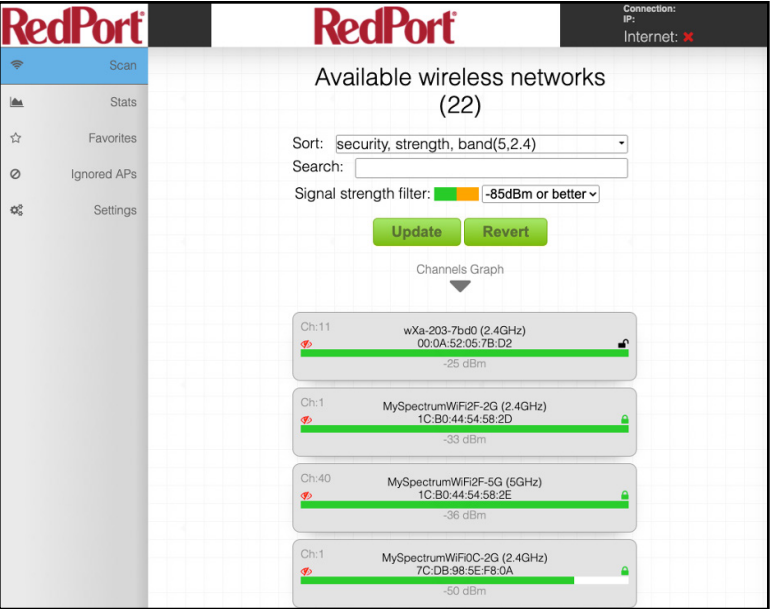 RedPort
RedPort
Connection:
IP:
Internet: ✖
Scan
Stats
Favorites
Ignored APs
Settings
Available wireless networks
(22)
Sort: security, strength, band(5,2.4)
Search:
Signal strength filter: -85dBm or better
Update Revert
Channels Graph
Ch:11
wXa-203-7bd0 (2.4GHz)
00:0A:52:05:7B:D2
-25 dBm
Ch:1
MySpectrumWiFi2F-2G (2.4GHz)
1C:B0:44:54:58:2D
-33 dBm
Ch:40
MySpectrumWiFi2F-5G (5GHz)
1C:B0:44:54:58:2E
-36 dBm
Ch:1
MySpectrumWiFi0C-2G (2.4GHz)
7C:DB:98:5E:F8:0A
-50 dBm